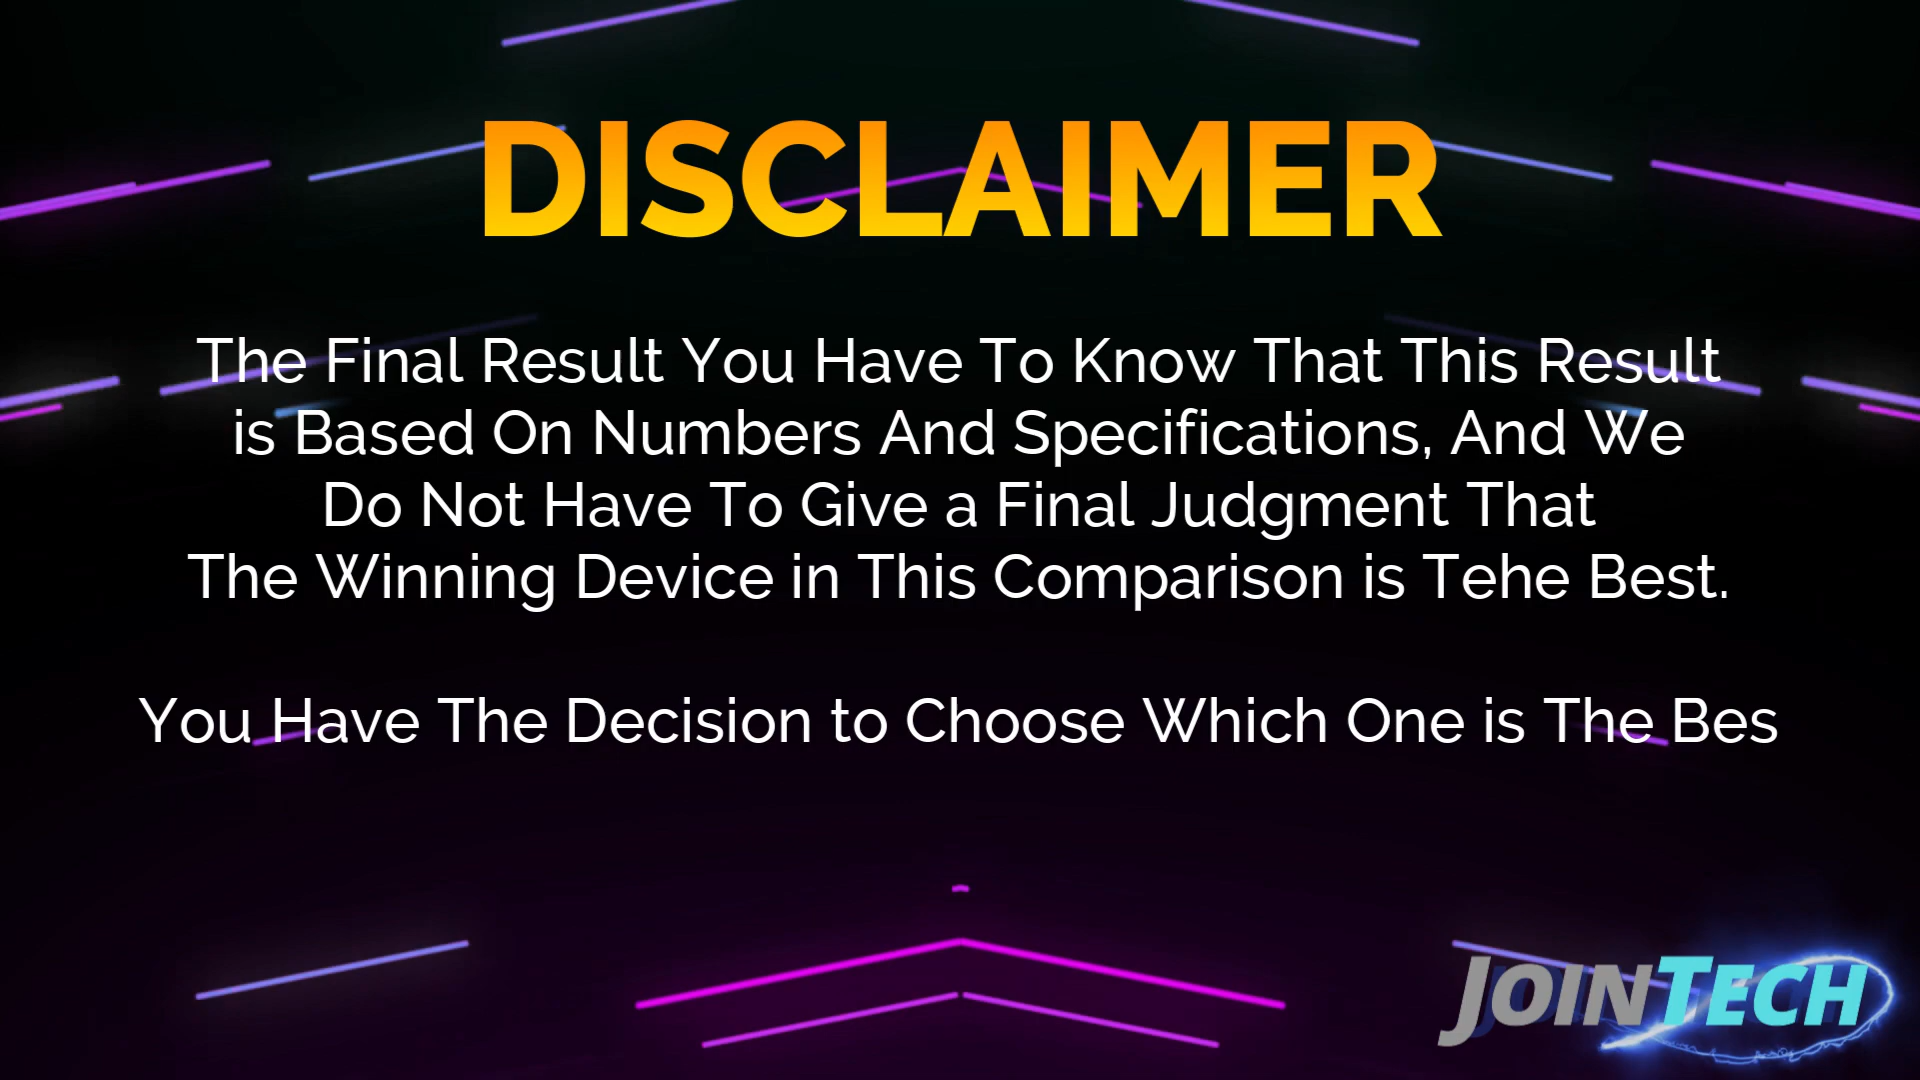 DISCLAIMER
The Final Result You Have To Know That This Result
is Based On Numbers And Specifications, And We
Do Not Have To Give a Final Judgment That
The Winning Device in This Comparison is Tehe Best.
You Have The Decision to Choose Which One is The Bes
JOINTECH